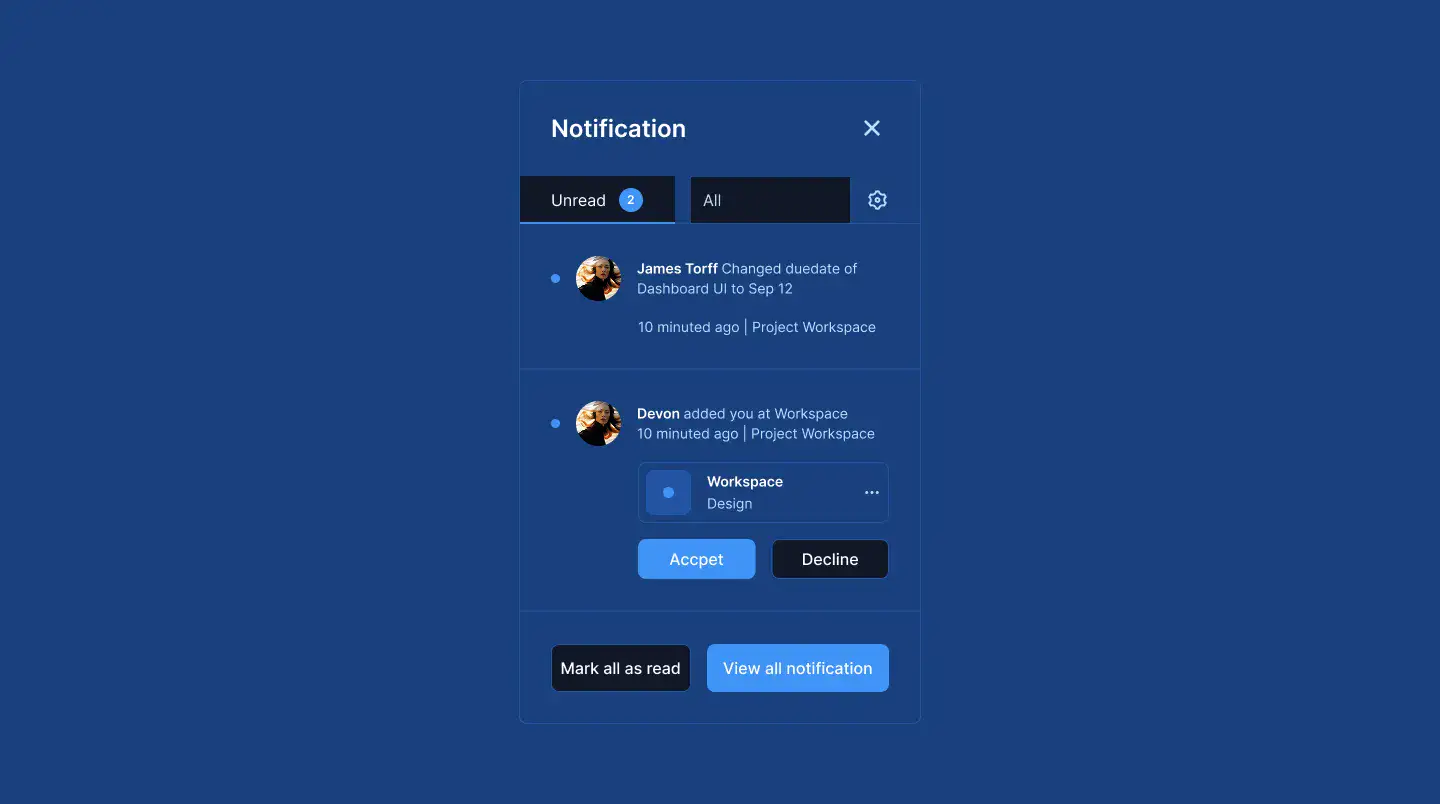 Notification
Unread 2 All
James Torff Changed duedate of
Dashboard UI to Sep 12
10 minuted ago | Project Workspace
Devon added you at Workspace
10 minuted ago | Project Workspace
Workspace
Design
Accpet Decline
Mark all as read View all notification